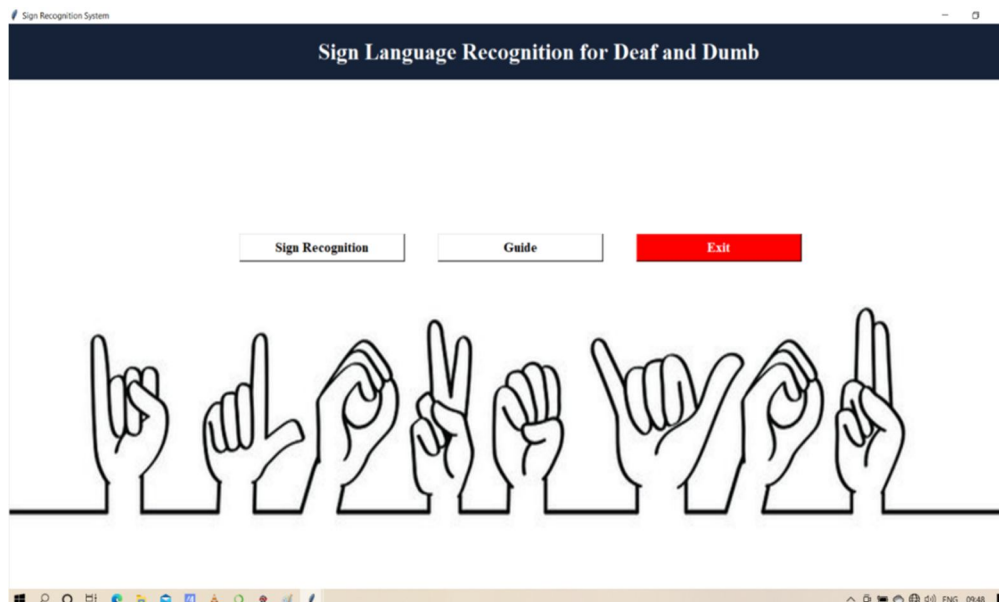 Sign Recognition System
Sign Language Recognition for Deaf and Dumb
Sign Recognition Guide Exit
ENG 09:48